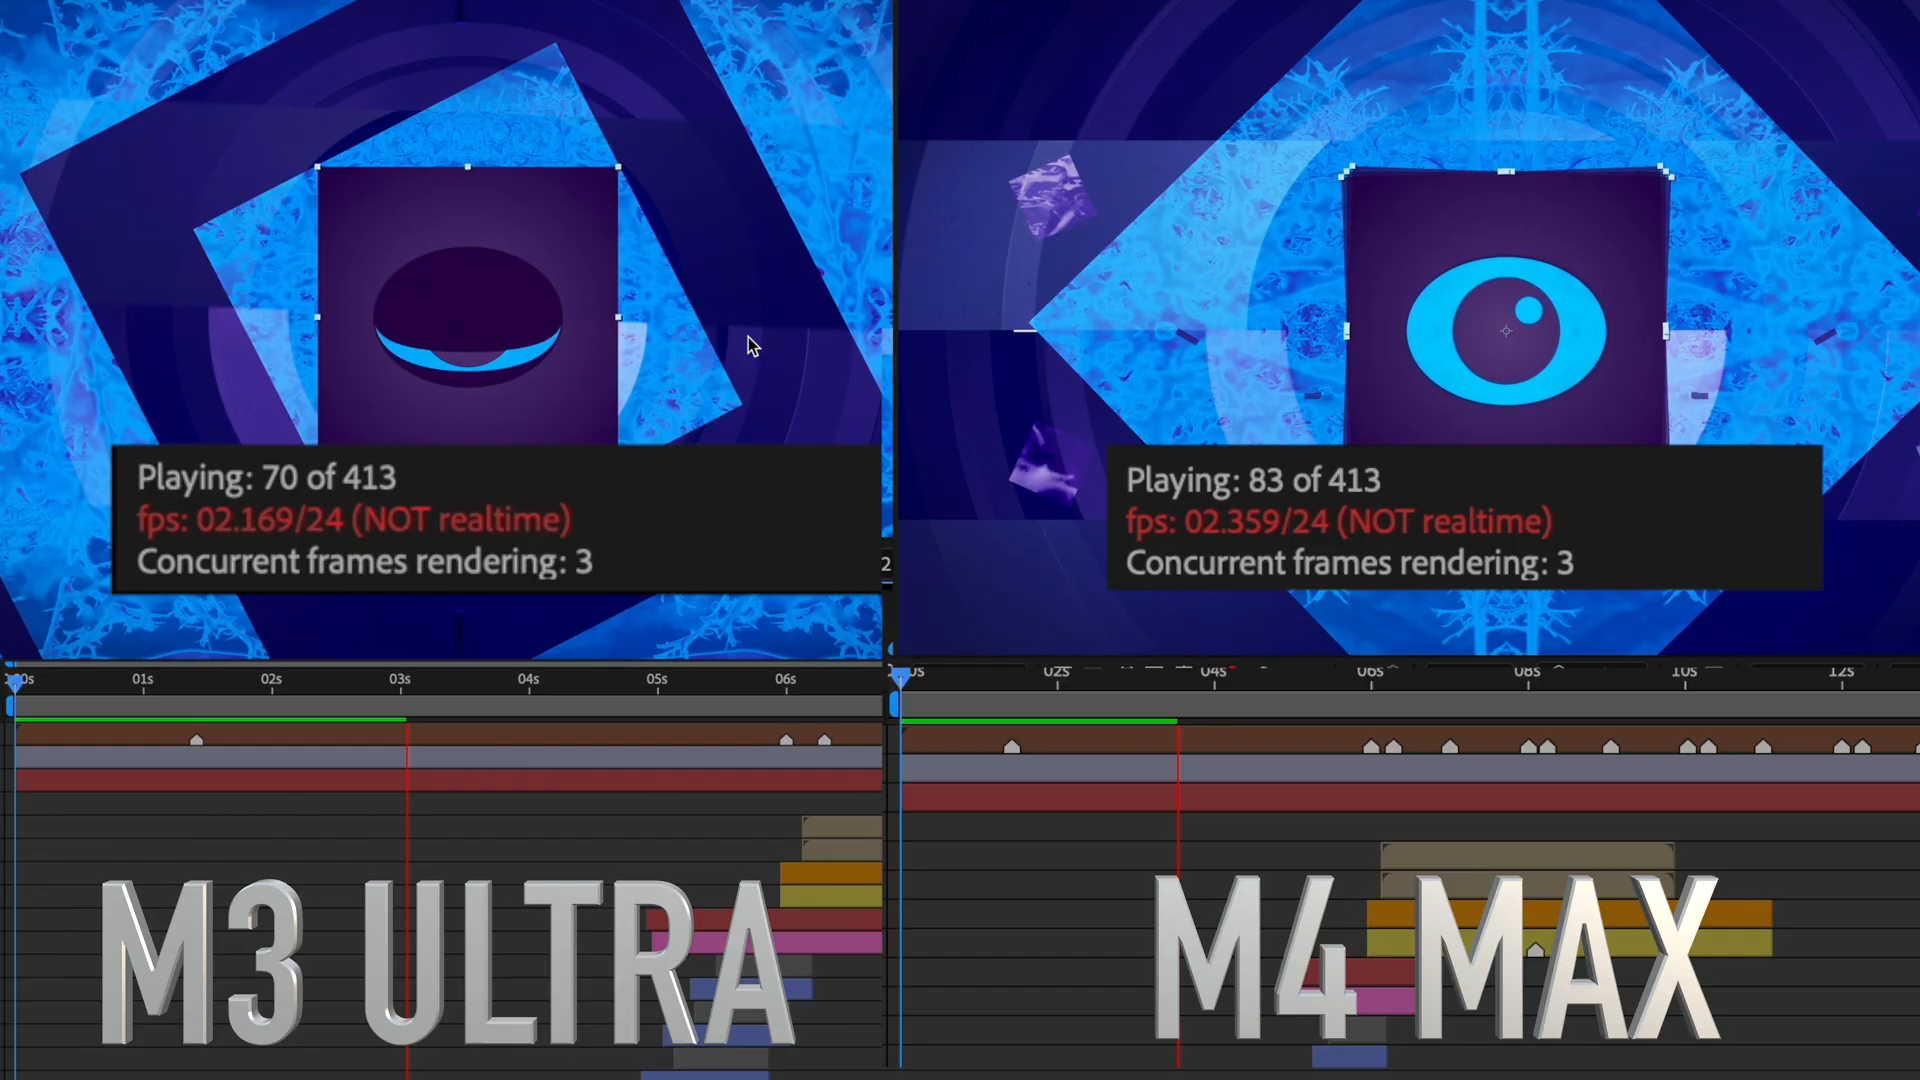 Playing: 70 of 413
fps: 02.169/24 (NOT realtime)
Concurrent frames rendering: 3
Playing: 83 of 413
fps: 02.359/24 (NOT realtime)
Concurrent frames rendering: 3
2
01s 02s 03s 04s 05s 06s
02s 04s 06s 08s 10s 12s
M3 ULTRA
M4 MAX